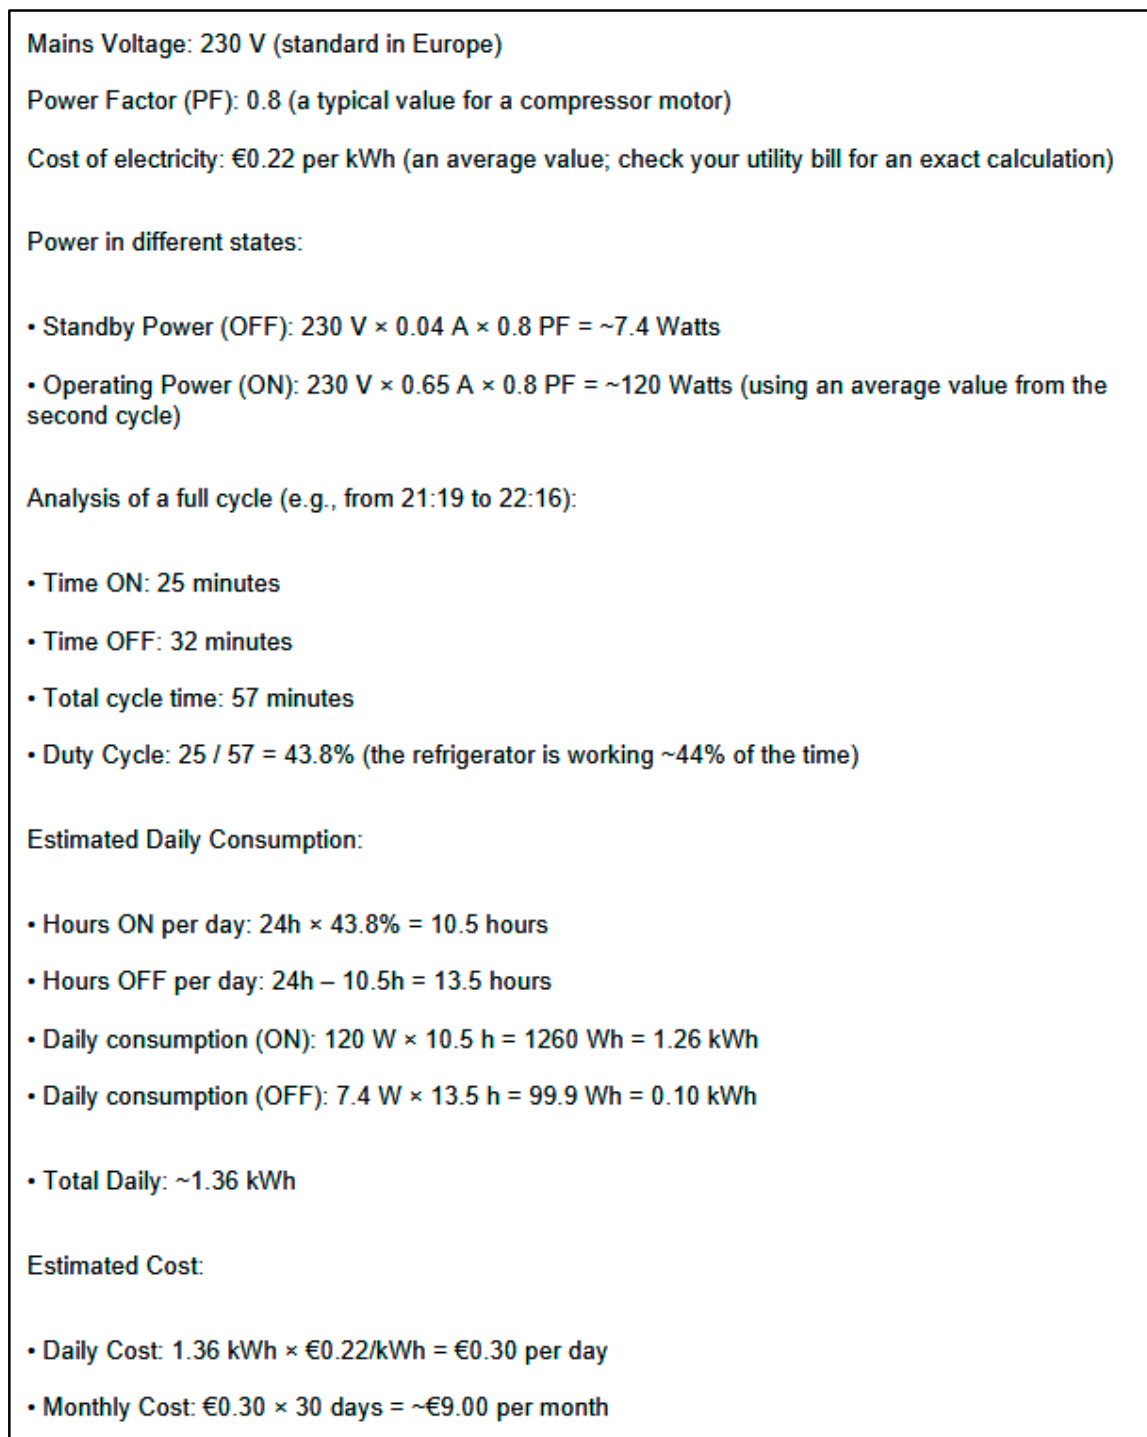 Mains Voltage: 230 V (standard in Europe)
Power Factor (PF): 0.8 (a typical value for a compressor motor)
Cost of electricity: €0.22 per kWh (an average value; check your utility bill for an exact calculation)
Power in different states:
• Standby Power (OFF): 230 V × 0.04 A × 0.8 PF = ~7.4 Watts
• Operating Power (ON): 230 V × 0.65 A × 0.8 PF = ~120 Watts (using an average value from the
second cycle)
Analysis of a full cycle (e.g., from 21:19 to 22:16):
• Time ON: 25 minutes
• Time OFF: 32 minutes
• Total cycle time: 57 minutes
• Duty Cycle: 25 / 57 = 43.8% (the refrigerator is working ~44% of the time)
Estimated Daily Consumption:
• Hours ON per day: 24h × 43.8% = 10.5 hours
• Hours OFF per day: 24h – 10.5h = 13.5 hours
• Daily consumption (ON): 120 W × 10.5 h = 1260 Wh = 1.26 kWh
• Daily consumption (OFF): 7.4 W × 13.5 h = 99.9 Wh = 0.10 kWh
• Total Daily: ~1.36 kWh
Estimated Cost:
• Daily Cost: 1.36 kWh × €0.22/kWh = €0.30 per day
• Monthly Cost: €0.30 × 30 days = ~€9.00 per month